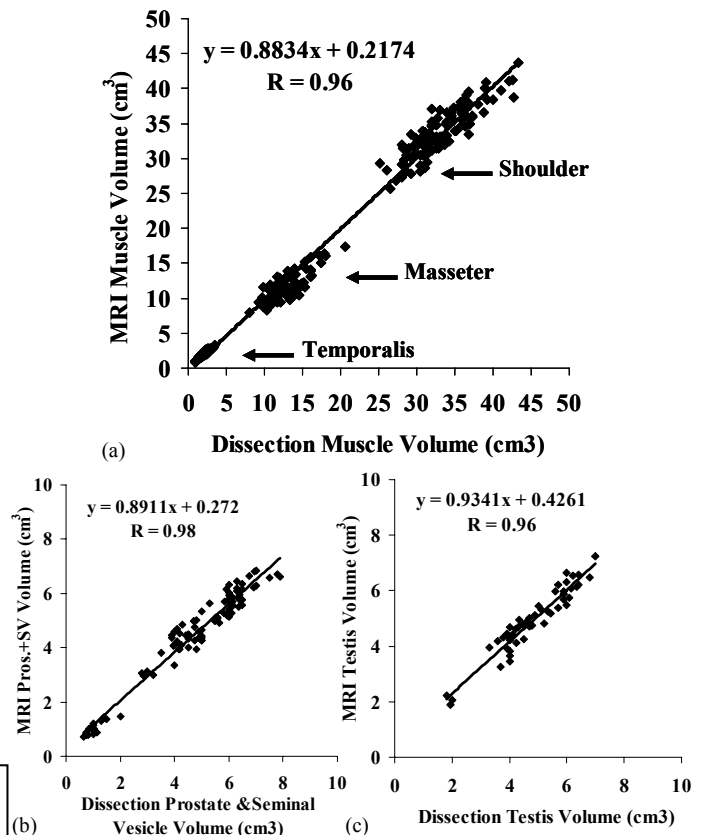 50
45
40
35
30
25
20
15
10
5
0
MRI Muscle Volume (cm³)
y = 0.8834x + 0.2174
R = 0.96
Shoulder
Masseter
Temporalis
0 5 10 15 20 25 30 35 40 45 50
Dissection Muscle Volume (cm3)
(a)
10
8
6
4
2
0
MRI Pros.+SV Volume (cm³)
y = 0.8911x + 0.272
R = 0.98
0 2 4 6 8 10
Dissection Prostate &Seminal
Vesicle Volume (cm3)
(b)
10
8
6
4
2
0
MRI Testis Volume (cm³)
y = 0.9341x + 0.4261
R = 0.96
0 2 4 6 8 10
Dissection Testis Volume (cm3)
(c)